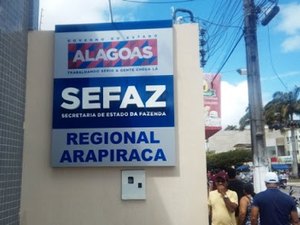 GOVERNO DO ESTADO
ALAGOAS
TRABALHANDO SÉRIO A GENTE CHEGA LÁ
SEFAZ
SECRETARIA DE ESTADO DA FAZENDA
REGIONAL
ARAPIRACA